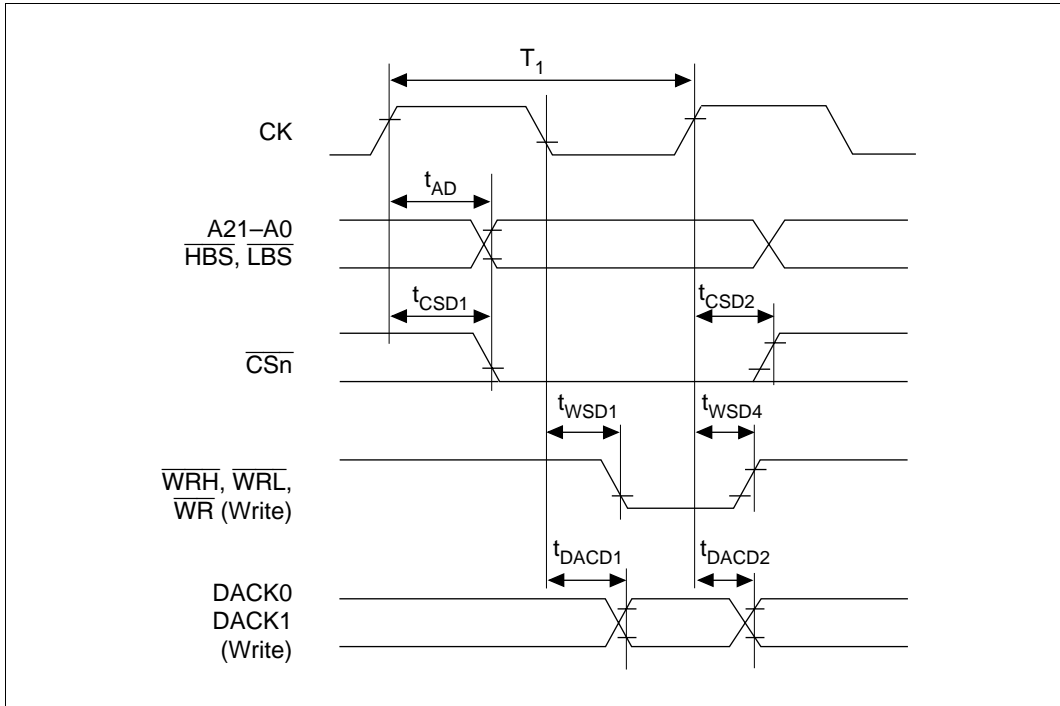 T1
CK
tAD
A21–A0
HBS, LBS
tCSD1
tCSD2
CSn
tWSD1
tWSD4
WRH, WRL,
WR (Write)
tDACD1
tDACD2
DACK0
DACK1
(Write)